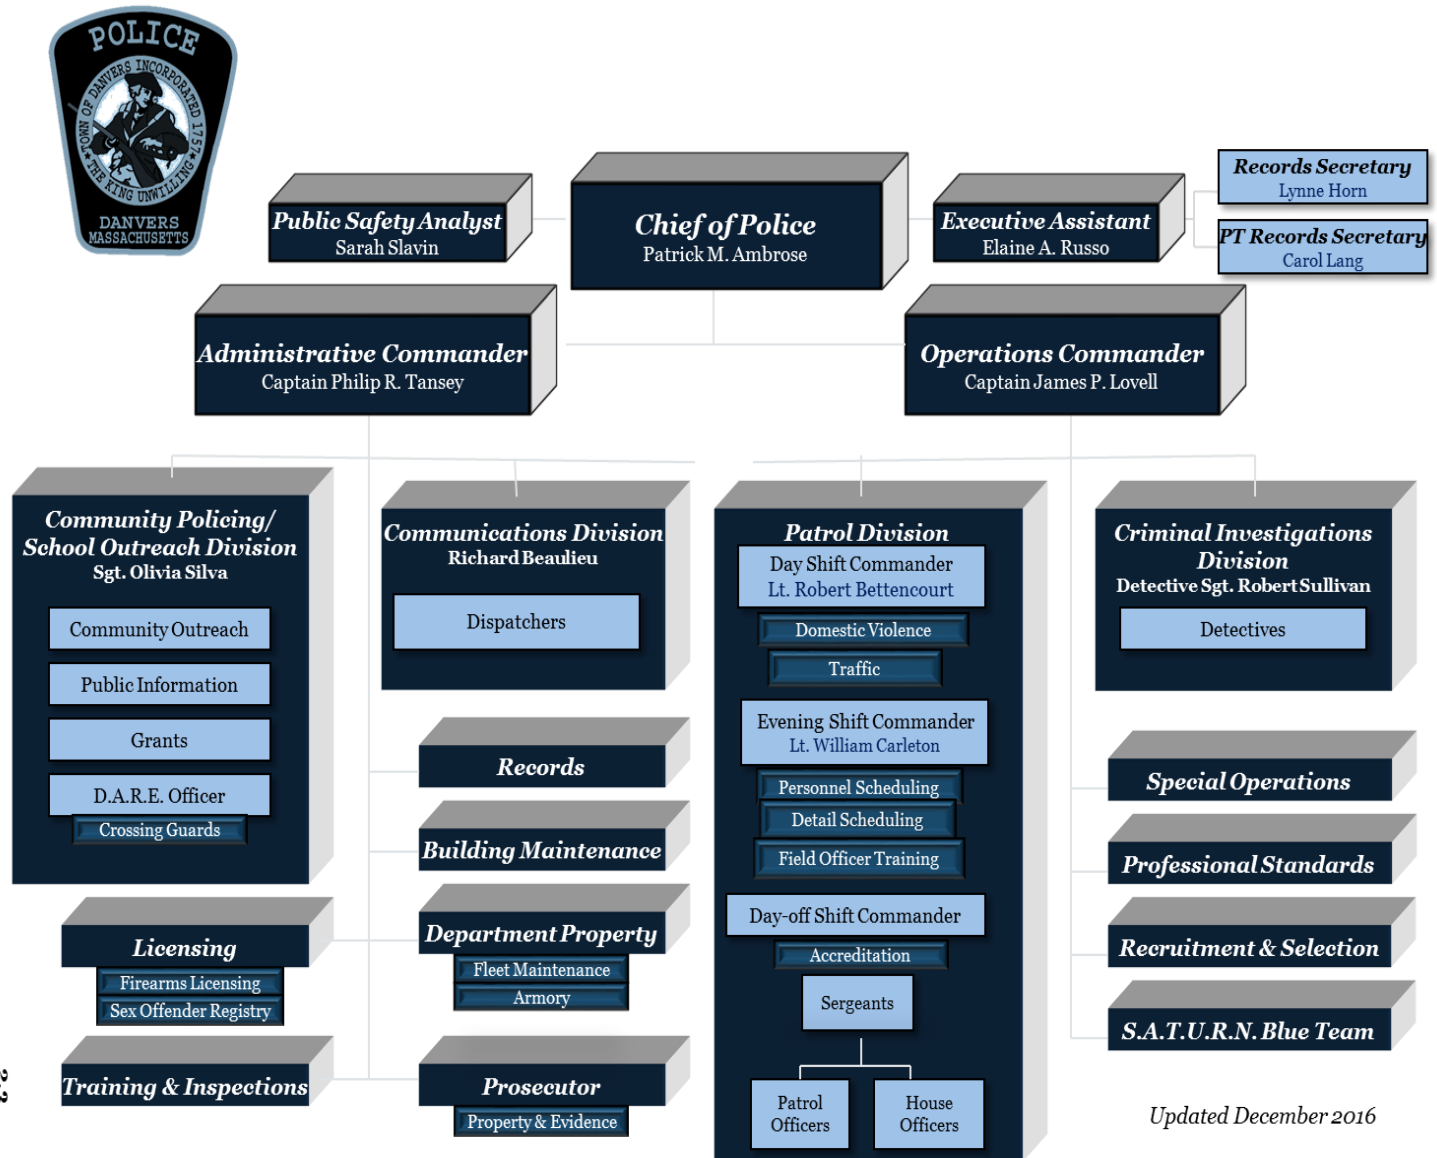 POLICE
TOWN OF DANVERS INCORPORATED 1757
THE KING UNWILLING
DANVERS
MASSACHUSETTS
Public Safety Analyst
Sarah Slavin
Chief of Police
Patrick M. Ambrose
Executive Assistant
Elaine A. Russo
Records Secretary
Lynne Horn
PT Records Secretary
Carol Lang
Administrative Commander
Captain Philip R. Tansey
Operations Commander
Captain James P. Lovell
Community Policing/
School Outreach Division
Sgt. Olivia Silva
Community Outreach
Public Information
Grants
D.A.R.E. Officer
Crossing Guards
Communications Division
Richard Beaulieu
Dispatchers
Records
Building Maintenance
Department Property
Fleet Maintenance
Armory
Licensing
Firearms Licensing
Sex Offender Registry
Training & Inspections
Prosecutor
Property & Evidence
Patrol Division
Day Shift Commander
Lt. Robert Bettencourt
Domestic Violence
Traffic
Evening Shift Commander
Lt. William Carleton
Personnel Scheduling
Detail Scheduling
Field Officer Training
Day-off Shift Commander
Accreditation
Sergeants
Patrol
Officers
House
Officers
Criminal Investigations
Division
Detective Sgt. Robert Sullivan
Detectives
Special Operations
Professional Standards
Recruitment & Selection
S.A.T.U.R.N. Blue Team
Updated December 2016